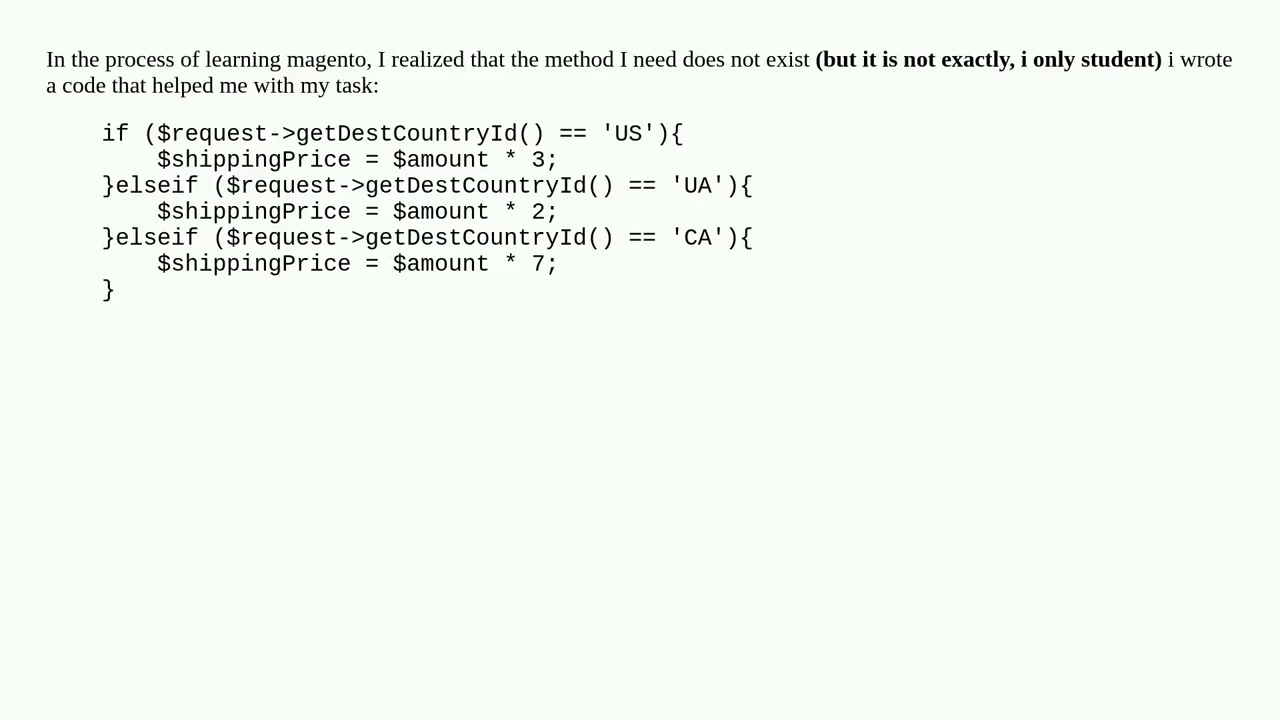 In the process of learning magento, I realized that the method I need does not exist (but it is not exactly, i only student) i wrote
a code that helped me with my task:
if ($request->getDestCountryId() == 'US'){
    $shippingPrice = $amount * 3;
}elseif ($request->getDestCountryId() == 'UA'){
    $shippingPrice = $amount * 2;
}elseif ($request->getDestCountryId() == 'CA'){
    $shippingPrice = $amount * 7;
}